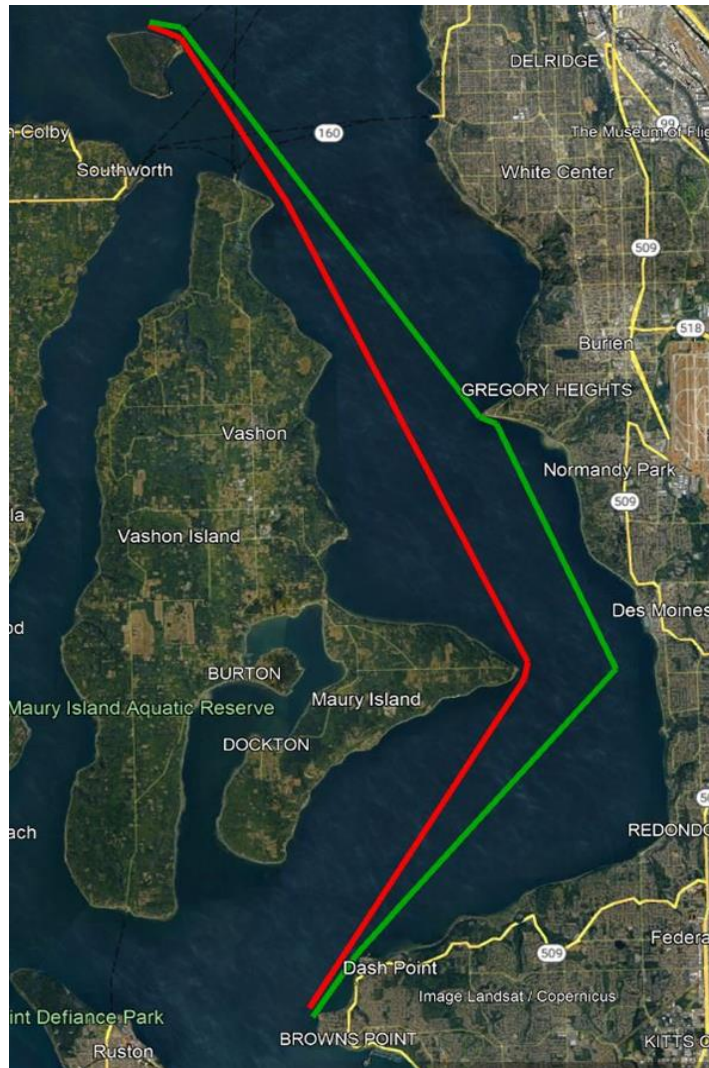 DELRIDGE
n Colby
160
99
The Museum of Flig
Southworth
White Center
509
518
Burien
GREGORY HEIGHTS
Vashon
Normandy Park
509
la
Vashon Island
od
Des Moines
BURTON
Maury Island
Maury Island Aquatic Reserve
DOCKTON
50
ach
REDONDO
509
Federa
Dash Point
Image Landsat / Copernicus
int Defiance Park
BROWNS POINT
KITTS C
Ruston